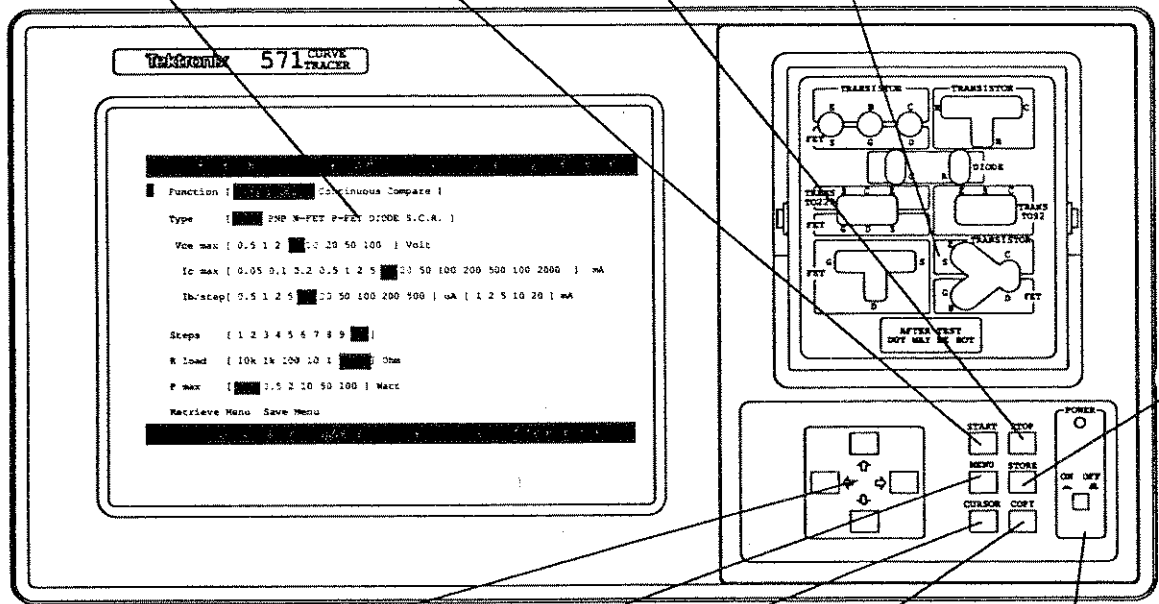 Tektronix 571 CURVE TRACER
Function [ Continuous Compare ]
Type [ PNP N-FET P-FET DIODE S.C.R. ]
Vce max [ 0.5 1 2 10 20 50 100 ] Volt
Ic max [ 0.05 0.1 0.2 0.5 1 2 5 20 50 100 200 500 100 2000 ] mA
Ib/step[ 0.5 1 2 5 20 50 100 200 500 ] uA [ 1 2 5 10 20 ] mA
Steps [ 1 2 3 4 5 6 7 8 9 ]
R load [ 10k 1k 100 10 1 ] Ohm
P max [ 0.5 2 10 50 100 ] Watt
Retrieve Menu Save Menu
TRANSISTOR
E B C
FET
S G D
TRANSISTOR
C
DIODE
TRANS
FET
G D S
TRANS
TO92
G S
FET
D
TRANSISTOR
C
S
G
D
FET
AFTER TEST
DUT MAY BE HOT
START STOP
MENU STORE
CURSOR COPY
POWER
ON OFF